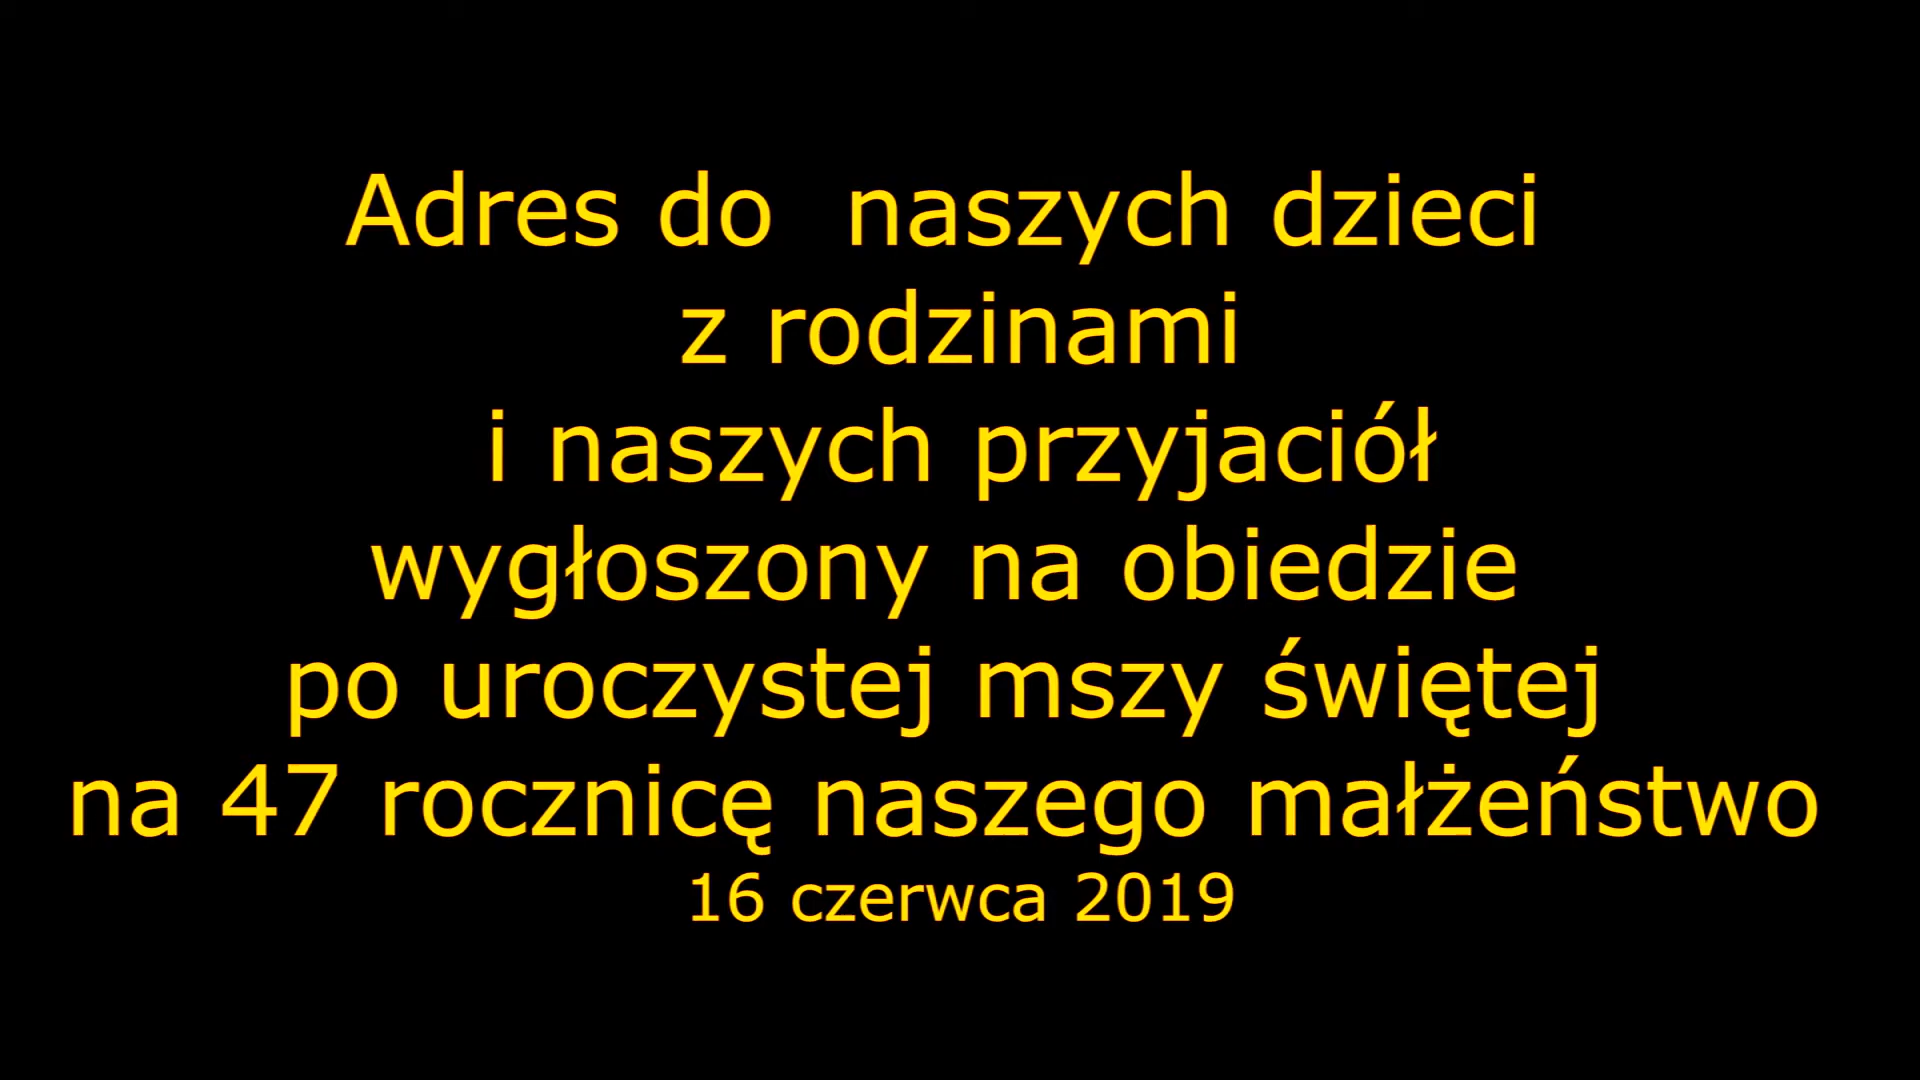 Adres do naszych dzieci
z rodzinami
i naszych przyjaciół
wygłoszony na obiedzie
po uroczystej mszy świętej
na 47 rocznicę naszego małżeństwo
16 czerwca 2019